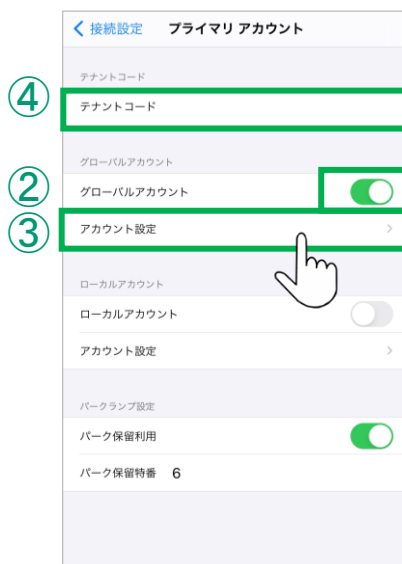 接続設定 プライマリ アカウント
テナントコード
④
テナントコード
グローバルアカウント
②
グローバルアカウント
③
アカウント設定
ローカルアカウント
ローカルアカウント
アカウント設定
パークランプ設定
パーク保留利用
パーク保留特番 6